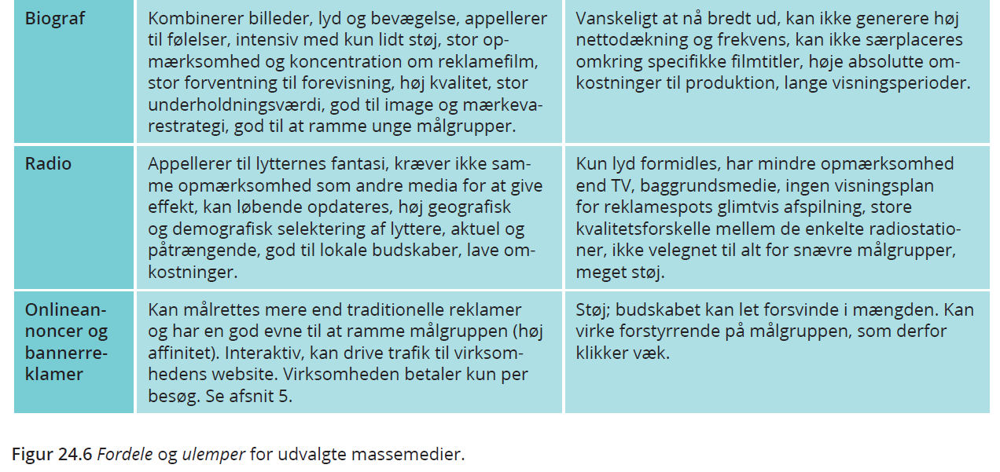 Biograf
Kombinerer billeder, lyd og bevægelse, appellerer
til følelser, intensiv med kun lidt støj, stor op-
mærksomhed og koncentration om reklamefilm,
stor forventning til forevisning, høj kvalitet, stor
underholdningsværdi, god til image og mærkeva-
restrategi, god til at ramme unge målgrupper.
Vanskeligt at nå bredt ud, kan ikke generere høj
nettodækning og frekvens, kan ikke særplaceres
omkring specifikke filmtitler, høje absolutte om-
kostninger til produktion, lange visningsperioder.
Radio
Appellerer til lytternes fantasi, kræver ikke sam-
me opmærksomhed som andre media for at give
effekt, kan løbende opdateres, høj geografisk
og demografisk selektering af lyttere, aktuel og
påtrængende, god til lokale budskaber, lave om-
kostninger.
Kun lyd formidles, har mindre opmærksomhed
end TV, baggrundsmedie, ingen visningsplan
for reklamespots glimtvis afspilning, store
kvalitetsforskelle mellem de enkelte radiostatio-
ner, ikke velegnet til alt for snævre målgrupper,
meget støj.
Onlinean-
noncer og
bannerre-
klamer
Kan målrettes mere end traditionelle reklamer
og har en god evne til at ramme målgruppen (høj
affinitet). Interaktiv, kan drive trafik til virksom-
hedens website. Virksomheden betaler kun per
besøg. Se afsnit 5.
Støj; budskabet kan let forsvinde i mængden. Kan
virke forstyrrende på målgruppen, som derfor
klikker væk.
Figur 24.6 Fordele og ulemper for udvalgte massemedier.